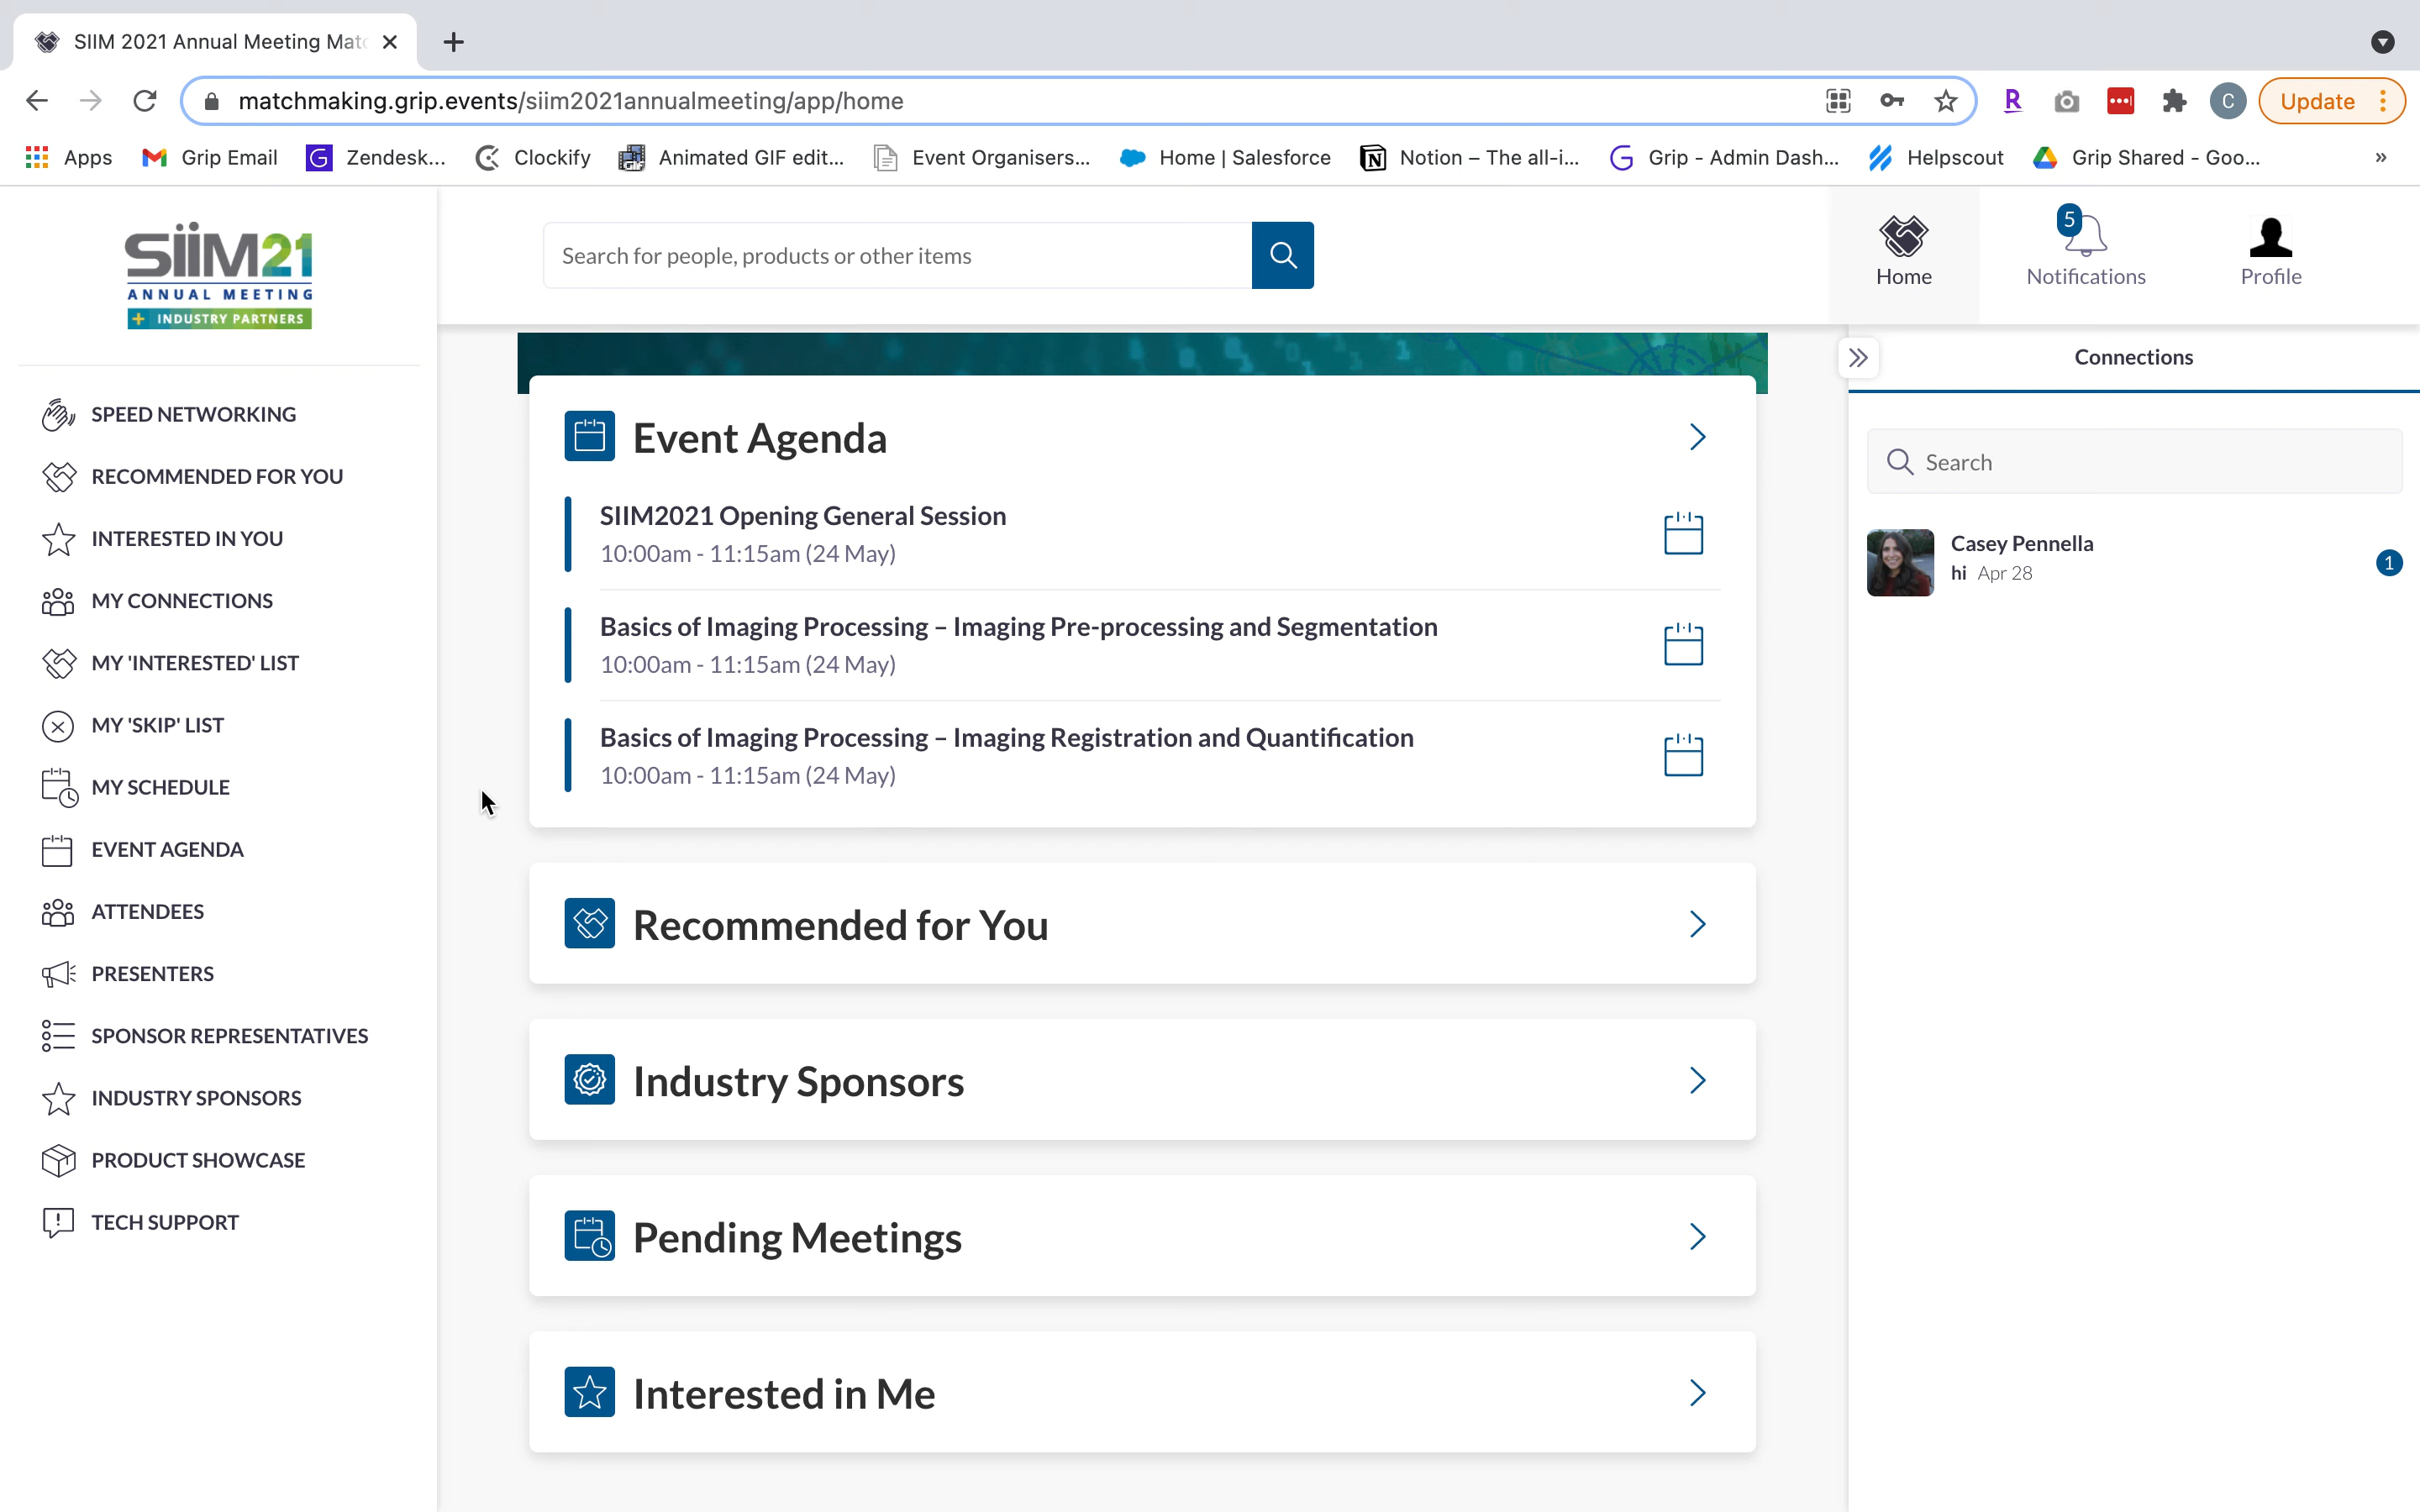 SIIM 2021 Annual Meeting Mat
matchmaking.grip.events/siim2021annualmeeting/app/home
R
C
Update
Apps
Grip Email
G
Zendesk...
Clockify
Animated GIF edit...
Event Organisers...
Home | Salesforce
Notion – The all-i...
Grip - Admin Dash...
Helpscout
Grip Shared - Goo...
»
SiiM21
ANNUAL MEETING
+ INDUSTRY PARTNERS
Search for people, products or other items
Home
5
Notifications
Profile
SPEED NETWORKING
RECOMMENDED FOR YOU
INTERESTED IN YOU
MY CONNECTIONS
MY 'INTERESTED' LIST
MY 'SKIP' LIST
MY SCHEDULE
EVENT AGENDA
ATTENDEES
PRESENTERS
SPONSOR REPRESENTATIVES
INDUSTRY SPONSORS
PRODUCT SHOWCASE
TECH SUPPORT
Event Agenda
SIIM2021 Opening General Session
10:00am - 11:15am (24 May)
Basics of Imaging Processing – Imaging Pre-processing and Segmentation
10:00am - 11:15am (24 May)
Basics of Imaging Processing – Imaging Registration and Quantification
10:00am - 11:15am (24 May)
Recommended for You
Industry Sponsors
Pending Meetings
Interested in Me
Connections
Search
Casey Pennella
hi Apr 28
1